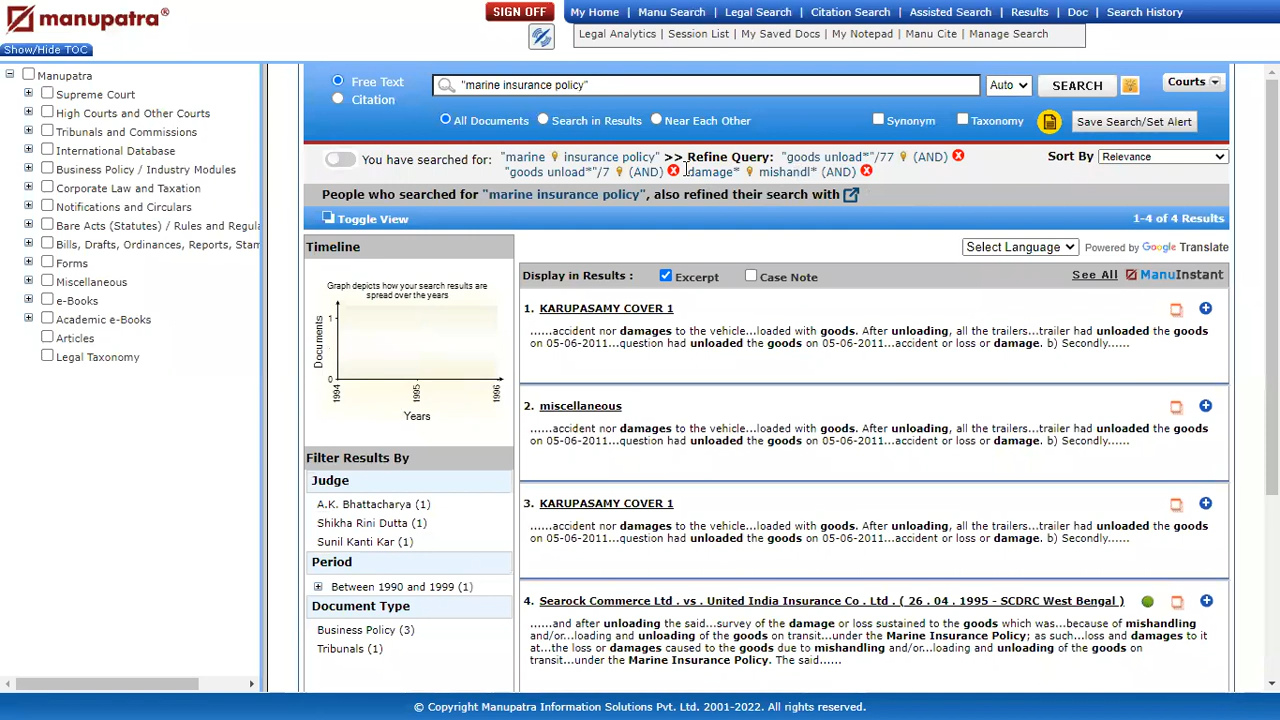 manupatra®
SIGN OFF
My Home | Manu Search | Legal Search | Citation Search | Assisted Search | Results | Doc | Search History
Legal Analytics | Session List | My Saved Docs | My Notepad | Manu Cite | Manage Search
Show/Hide TOC
Manupatra
Supreme Court
High Courts and Other Courts
Tribunals and Commissions
International Database
Business Policy / Industry Modules
Corporate Law and Taxation
Notifications and Circulars
Bare Acts (Statutes) / Rules and Regula
Bills, Drafts, Ordinances, Reports, Stam
Forms
Miscellaneous
e-Books
Academic e-Books
Articles
Legal Taxonomy
Free Text
Citation
"marine insurance policy"
Auto
SEARCH
Courts
All Documents
Search in Results
Near Each Other
Synonym
Taxonomy
Save Search/Set Alert
You have searched for: "marine insurance policy" >> Refine Query: "goods unload*"/77 (AND)
"goods unload*"/7 (AND) damage* mishandl* (AND)
Sort By Relevance
People who searched for "marine insurance policy", also refined their search with
Toggle View
1-4 of 4 Results
Timeline
Graph depicts how your search results are
spread over the years
Documents
1
0
1994
1995
1996
Years
Filter Results By
Judge
A.K. Bhattacharya (1)
Shikha Rini Dutta (1)
Sunil Kanti Kar (1)
Period
Between 1990 and 1999 (1)
Document Type
Business Policy (3)
Tribunals (1)
Select Language
Powered by Google Translate
Display in Results :
Excerpt
Case Note
See All
ManuInstant
1. KARUPASAMY COVER 1
......accident nor damages to the vehicle...loaded with goods. After unloading, all the trailers...trailer had unloaded the goods
on 05-06-2011...question had unloaded the goods on 05-06-2011...accident or loss or damage. b) Secondly......
2. miscellaneous
......accident nor damages to the vehicle...loaded with goods. After unloading, all the trailers...trailer had unloaded the goods
on 05-06-2011...question had unloaded the goods on 05-06-2011...accident or loss or damage. b) Secondly......
3. KARUPASAMY COVER 1
......accident nor damages to the vehicle...loaded with goods. After unloading, all the trailers...trailer had unloaded the goods
on 05-06-2011...question had unloaded the goods on 05-06-2011...accident or loss or damage. b) Secondly......
4. Searock Commerce Ltd . vs . United India Insurance Co . Ltd . ( 26 . 04 . 1995 - SCDRC West Bengal )
......and after unloading the said...survey of the damage or loss sustained to the goods which was...because of mishandling
and/or...loading and unloading of the goods on transit...under the Marine Insurance Policy; as such...loss and damages to it
at...the loss or damages caused to the goods due to mishandling and/or...loading and unloading of the goods on
transit...under the Marine Insurance Policy. The said......
© Copyright Manupatra Information Solutions Pvt. Ltd. 2001-2022. All rights reserved.